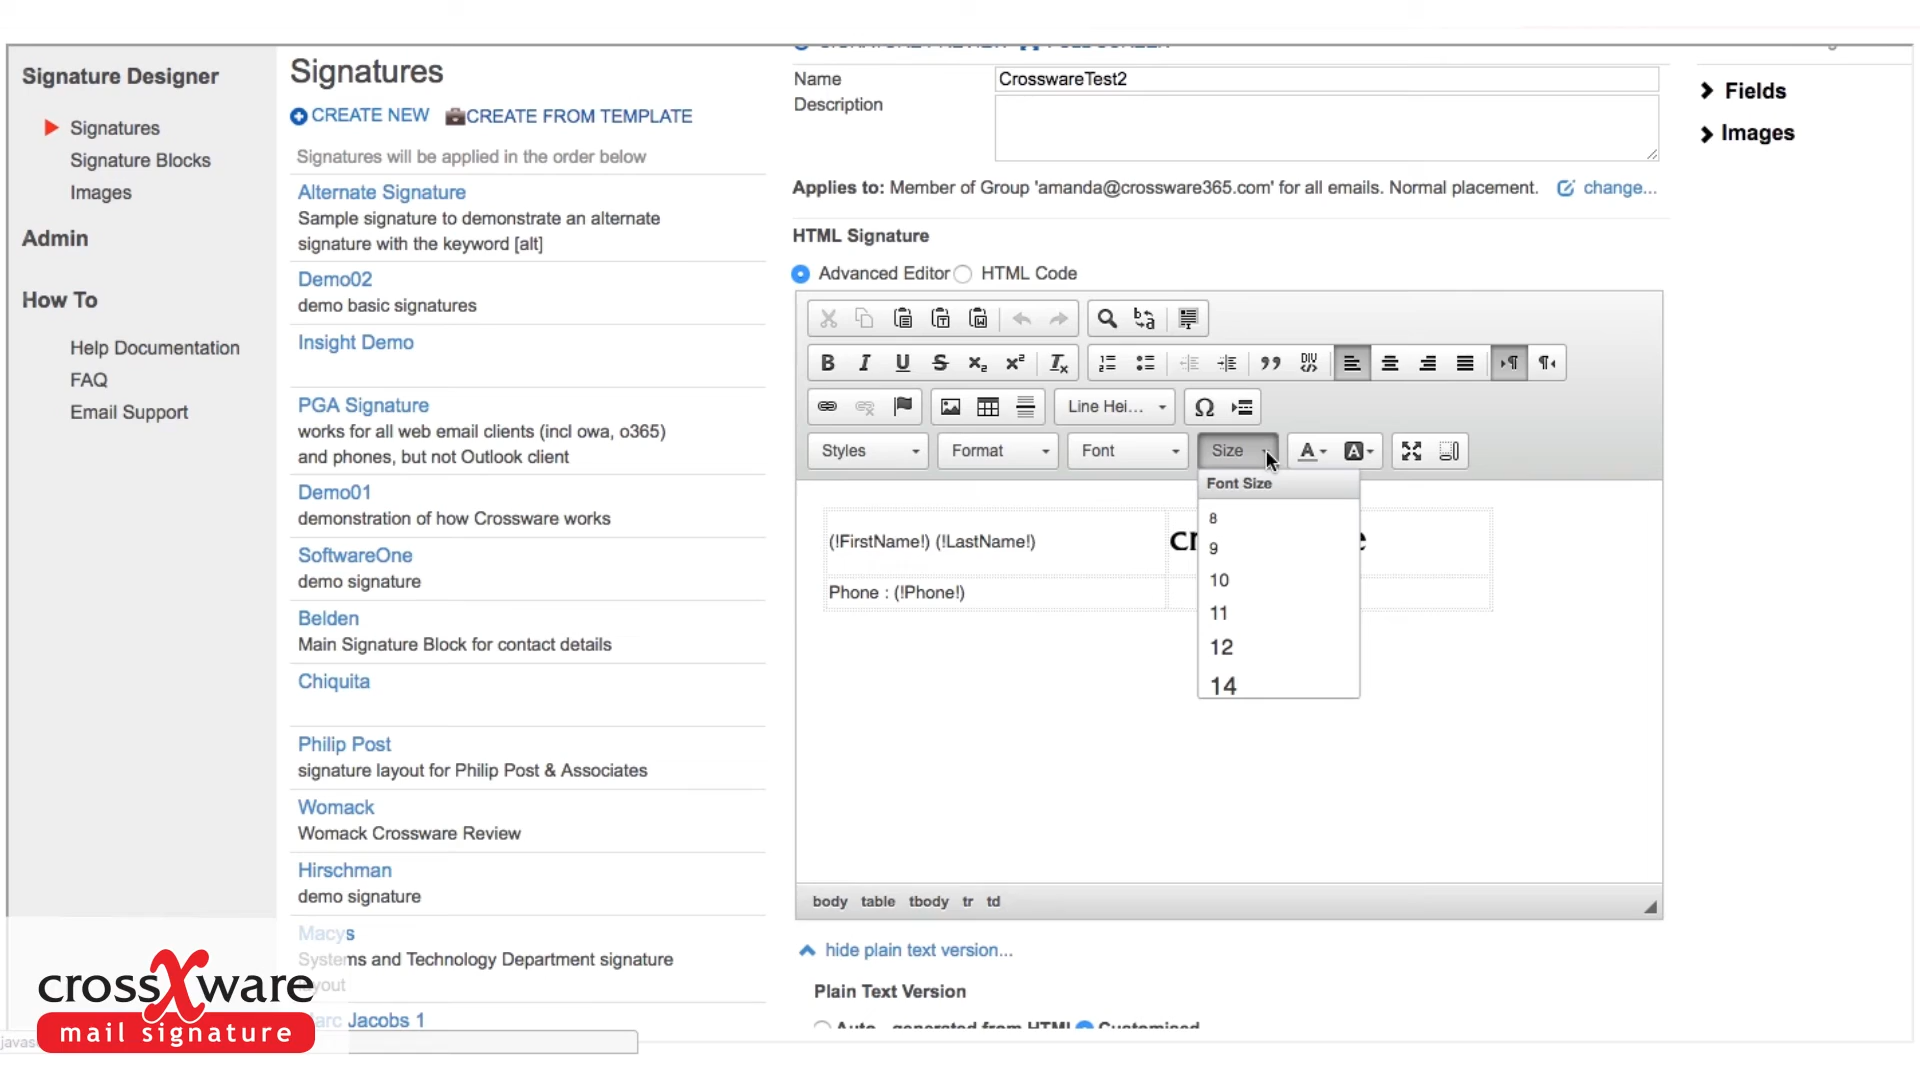 Signature Designer
Signatures
Signature Blocks
Images
Admin
How To
Help Documentation
FAQ
Email Support
Signatures
CREATE NEW CREATE FROM TEMPLATE
Signatures will be applied in the order below
Alternate Signature
Sample signature to demonstrate an alternate
signature with the keyword [alt]
Demo02
demo basic signatures
Insight Demo
PGA Signature
works for all web email clients (incl owa, o365)
and phones, but not Outlook client
Demo01
demonstration of how Crossware works
SoftwareOne
demo signature
Belden
Main Signature Block for contact details
Chiquita
Philip Post
signature layout for Philip Post & Associates
Womack
Womack Crossware Review
Hirschman
demo signature
Macys
Systems and Technology Department signature
layout
Marc Jacobs 1
Name CrosswareTest2
Description
Applies to: Member of Group 'amanda@crossware365.com' for all emails. Normal placement. change...
HTML Signature
Advanced Editor HTML Code
Line Hei...
Styles Format Font Size
Font Size
8
9
10
11
12
14
(!FirstName!) (!LastName!)
Phone : (!Phone!)
body table tbody tr td
hide plain text version...
Plain Text Version
Auto - generated from HTML Customised
Fields
Images
crossXware
mail signature